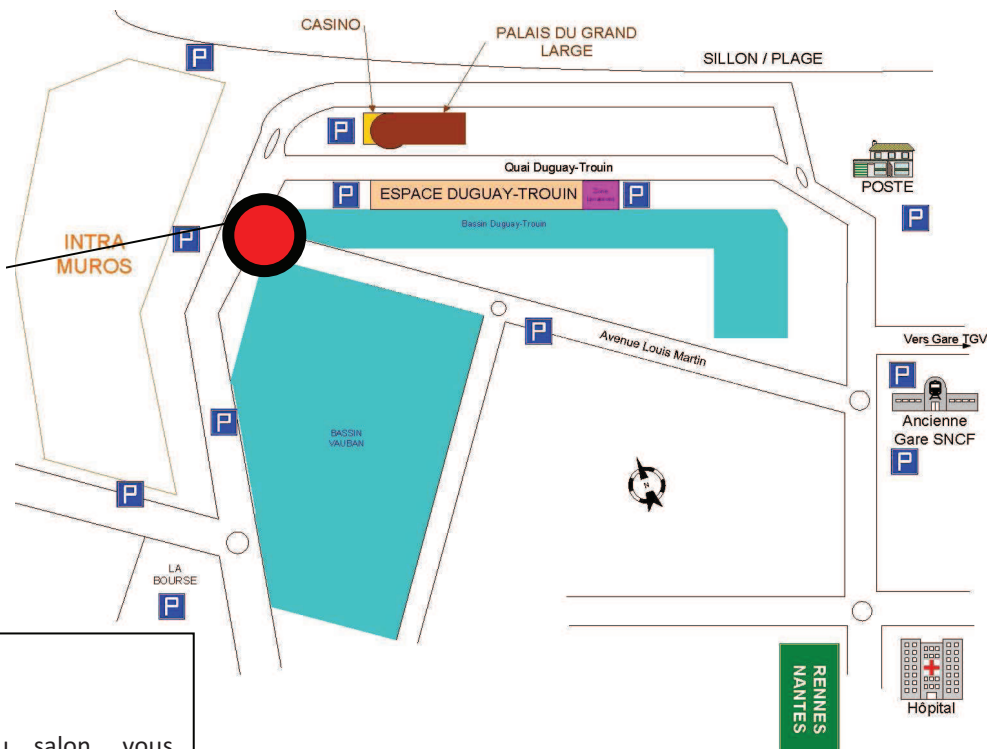 CASINO
PALAIS DU GRAND
LARGE
SILLON / PLAGE
P
P
P
Quai Duguay-Trouin
POSTE
P
ESPACE DUGUAY-TROUIN
P
P
Bassin Duguay-Trouin
INTRA
MUROS
P
P
Avenue Louis Martin
Vers Gare TGV
P
Ancienne
Gare SNCF
P
P
BASSIN
VAUBAN
N
P
LA
BOURSE
P
RENNES
NANTES
Hôpital
salon vous